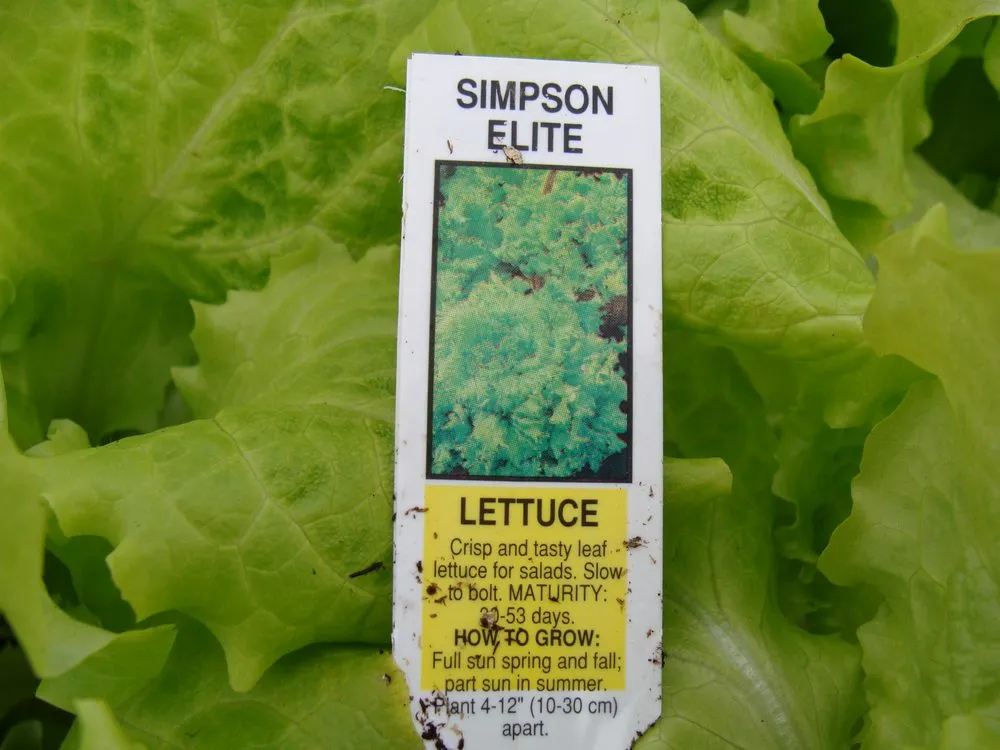 SIMPSON
ELITE
LETTUCE
Crisp and tasty leaf
lettuce for salads. Slow
to bolt. MATURITY:
days.
HOW TO GROW:
Full sun spring and fall;
part sun in summer.
Plant 4-12" (10-30 cm)
apart.